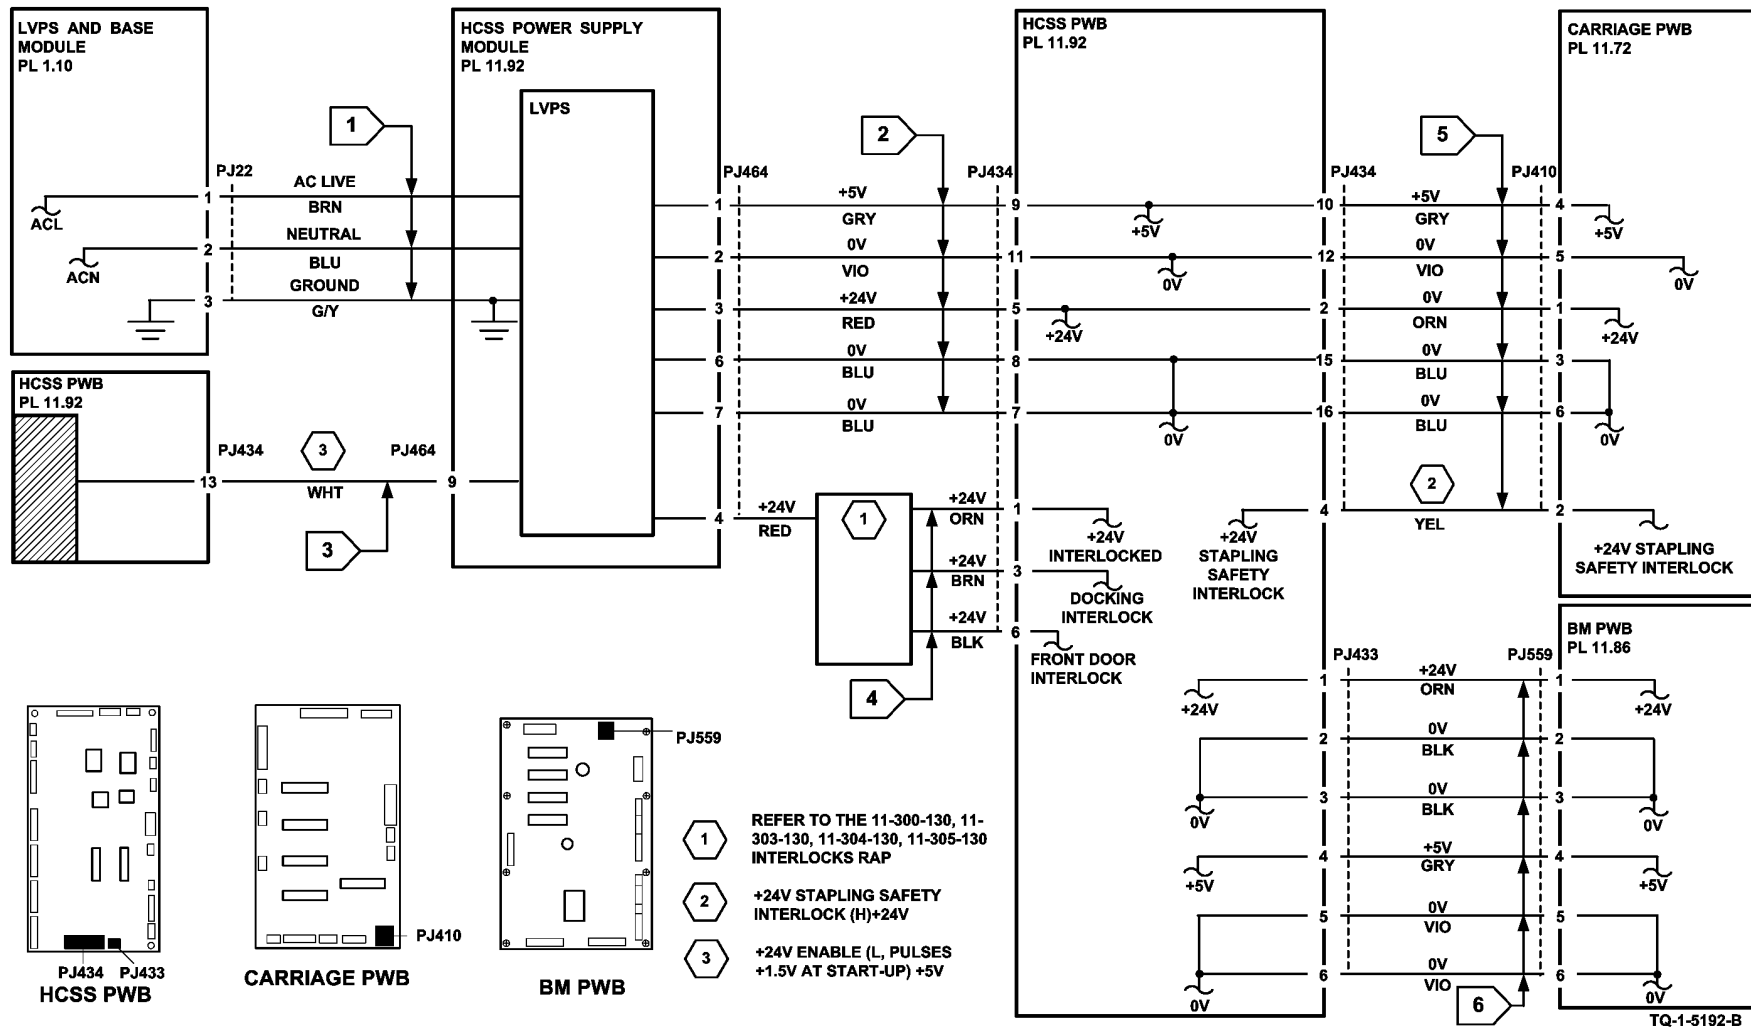 LVPS AND BASE
MODULE
PL 1.10
HCSS POWER SUPPLY
MODULE
PL 11.92
LVPS
HCSS PWB
PL 11.92
CARRIAGE PWB
PL 11.72
1
2
5
PJ22
PJ464
PJ434
PJ434
PJ410
ACL
1
AC LIVE
BRN
ACN
2
NEUTRAL
BLU
3
GROUND
G/Y
1
+5V
GRY
9
+5V
10
+5V
GRY
4
+5V
2
0V
VIO
11
0V
12
0V
VIO
5
0V
3
+24V
RED
5
+24V
2
0V
ORN
1
+24V
6
0V
BLU
8
15
0V
BLU
3
7
0V
BLU
7
0V
16
0V
BLU
6
0V
HCSS PWB
PL 11.92
PJ434
3
PJ464
13
WHT
9
3
4
+24V
RED
1
+24V
ORN
1
+24V
INTERLOCKED
+24V
BRN
3
DOCKING
INTERLOCK
+24V
BLK
6
FRONT DOOR
INTERLOCK
4
+24V
STAPLING
SAFETY
INTERLOCK
4
2
YEL
2
+24V STAPLING
SAFETY INTERLOCK
BM PWB
PL 11.86
PJ433
PJ559
+24V
1
+24V
ORN
1
+24V
2
0V
BLK
2
0V
3
0V
BLK
3
0V
+5V
4
+5V
GRY
4
+5V
5
0V
VIO
5
0V
6
0V
VIO
6
0V
6
PJ434
PJ433
HCSS PWB
PJ410
CARRIAGE PWB
PJ559
BM PWB
1
REFER TO THE 11-300-130, 11-
303-130, 11-304-130, 11-305-130
INTERLOCKS RAP
2
+24V STAPLING SAFETY
INTERLOCK (H)+24V
3
+24V ENABLE (L, PULSES
+1.5V AT START-UP) +5V
TQ-1-5192-B